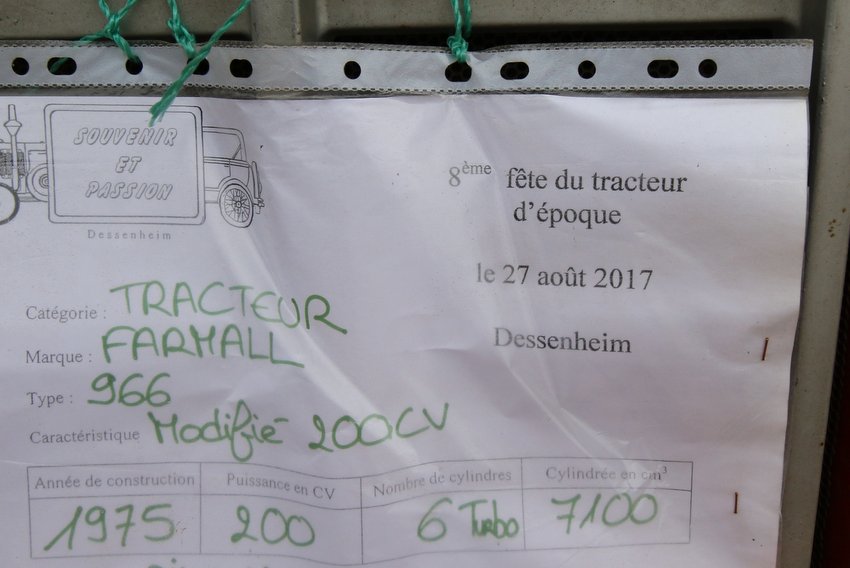 SOUVENIR
ET
PASSION
Dessenheim
8ème fête du tracteur
d'époque
le 27 août 2017
Dessenheim
Catégorie : TRACTEUR
Marque : FARMALL
Type : 966
Caractéristique Modifié 200CV
Année de construction Puissance en CV Nombre de cylindres Cylindrée en cm³
1975 200 6 Turbo 7100